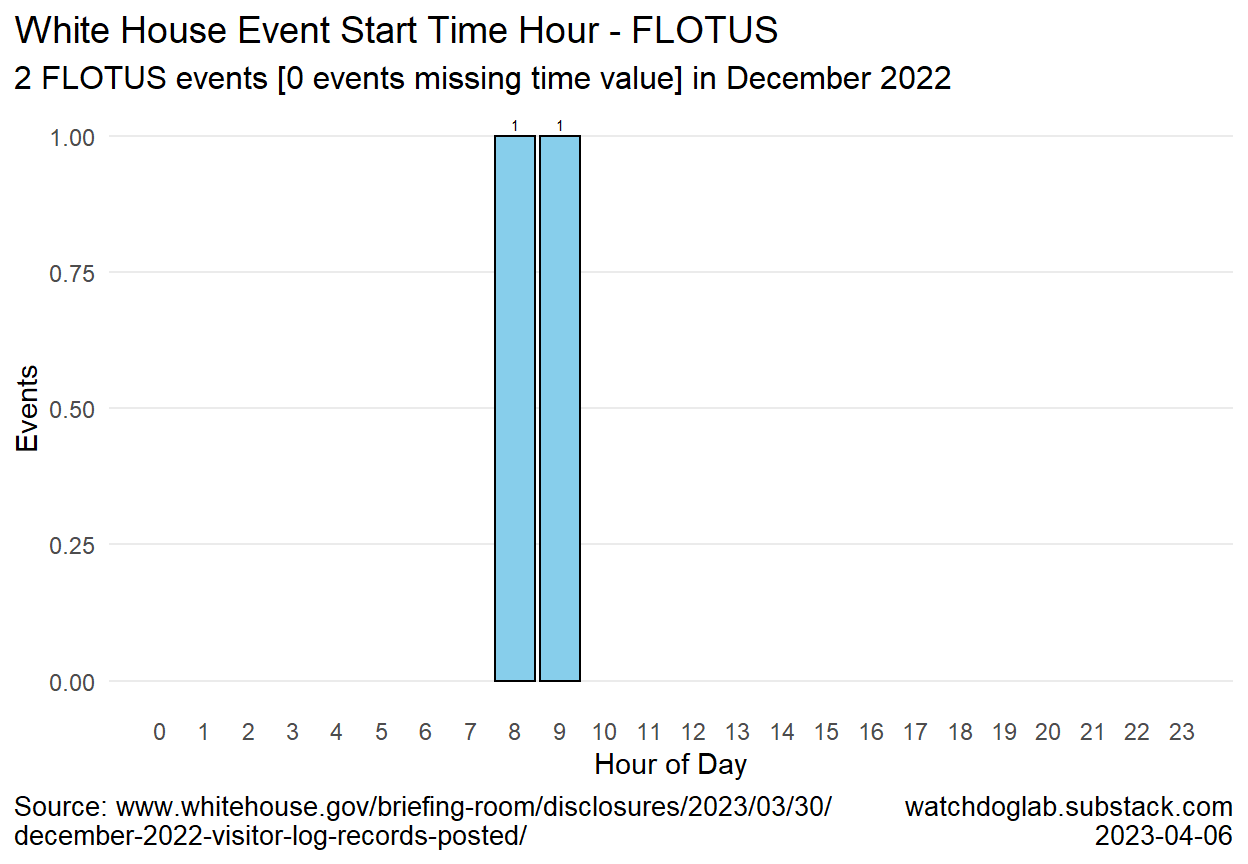 White House Event Start Time Hour - FLOTUS
2 FLOTUS events [0 events missing time value] in December 2022
1 1
1.00
0.75
0.50
0.25
0.00
Events
0 1 2 3 4 5 6 7 8 9 10 11 12 13 14 15 16 17 18 19 20 21 22 23
Hour of Day
Source: www.whitehouse.gov/briefing-room/disclosures/2023/03/30/
december-2022-visitor-log-records-posted/
watchdoglab.substack.com
2023-04-06